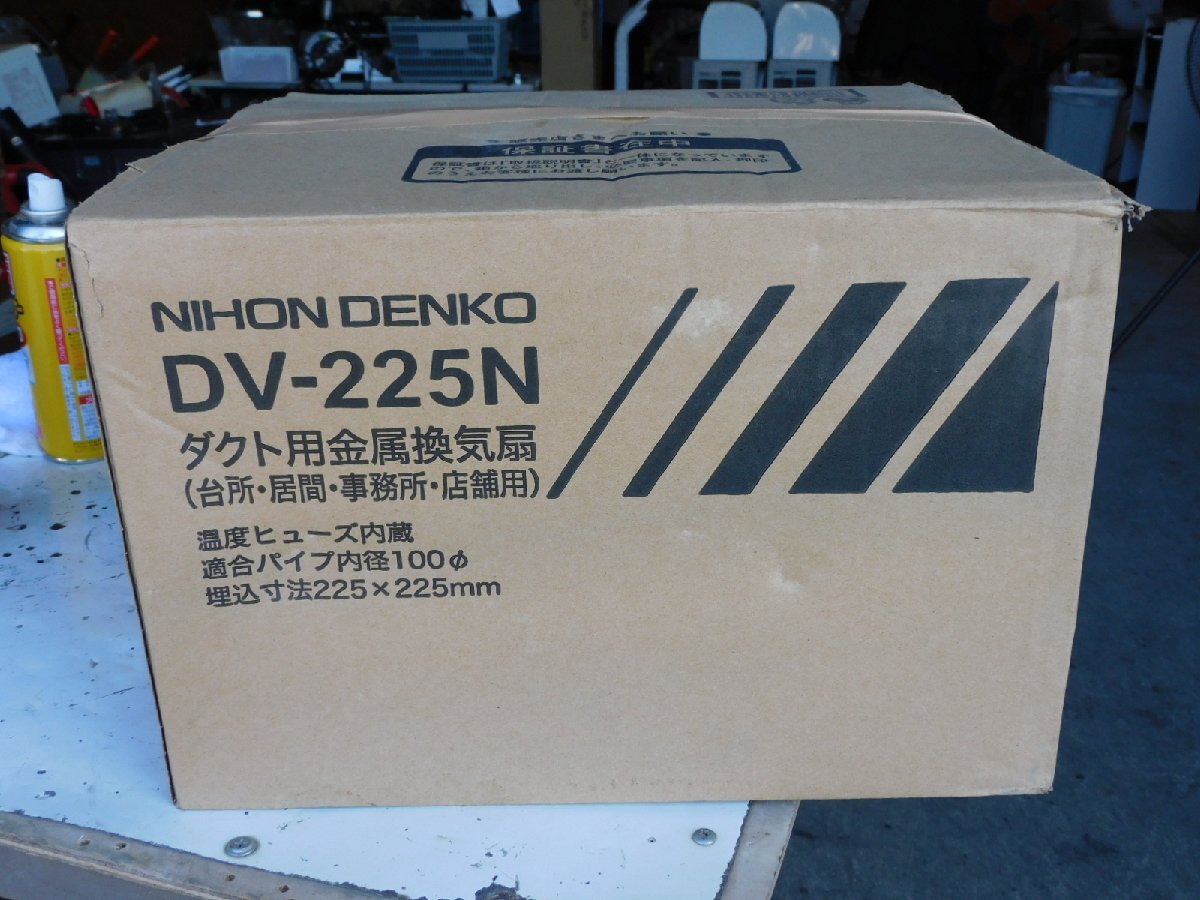 保証書在中
NIHON DENKO
DV-225N
ダクト用金属換気扇
(台所・居間・事務所・店舗用)
温度ヒューズ内蔵
適合パイプ内径100φ
埋込寸法225×225mm